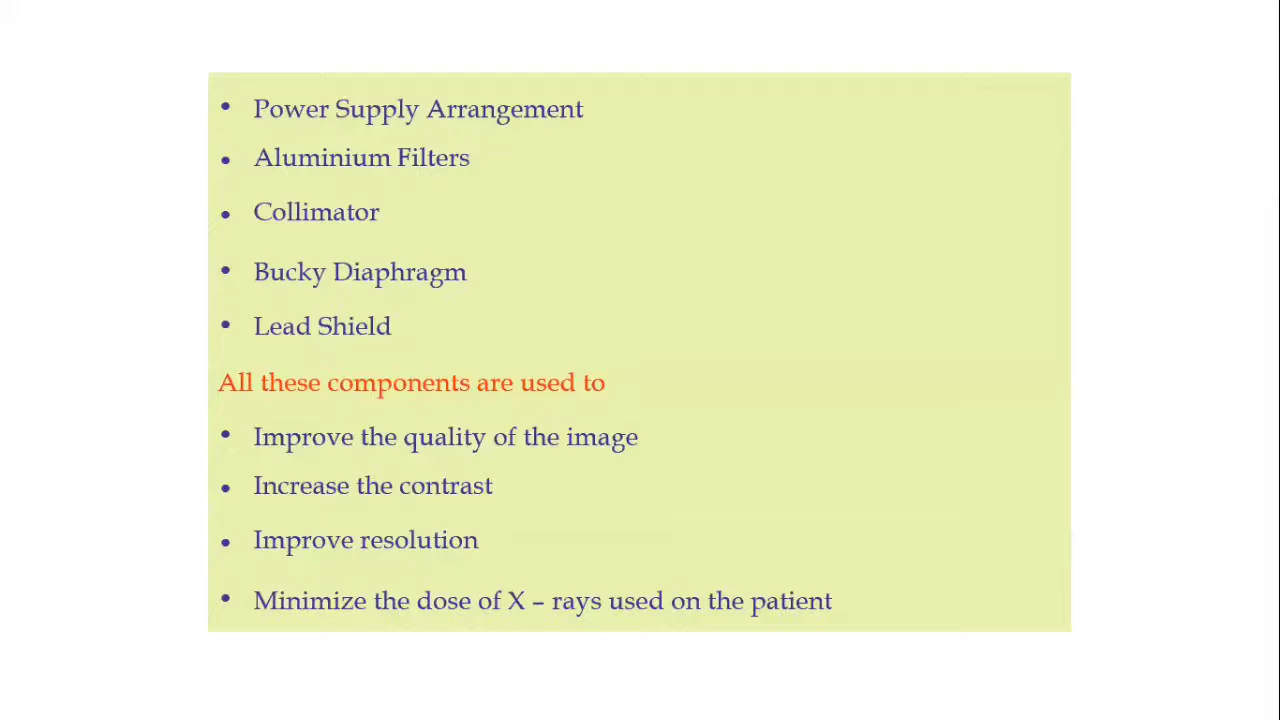 • Power Supply Arrangement
• Aluminium Filters
• Collimator
• Bucky Diaphragm
• Lead Shield
All these components are used to
• Improve the quality of the image
• Increase the contrast
• Improve resolution
• Minimize the dose of X – rays used on the patient